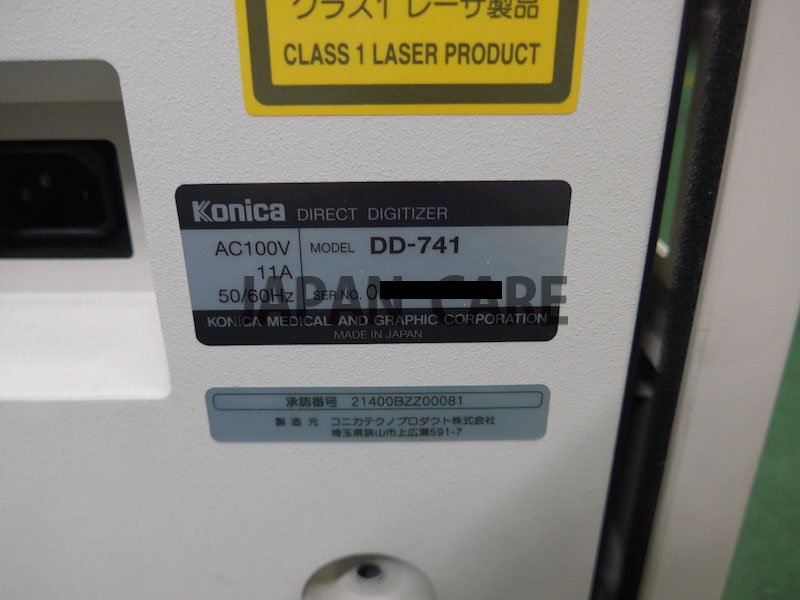 クラス1 レーザ製品
CLASS 1 LASER PRODUCT
Konica DIRECT DIGITIZER
AC100V MODEL DD-741
11A
50/60Hz SER.NO. 0
JAPAN CARE
KONICA MEDICAL AND GRAPHIC CORPORATION
MADE IN JAPAN
承認番号 21400BZZ00081
製造元 コニカテクノプロダクト株式会社
埼玉県狭山市上広瀬591-7